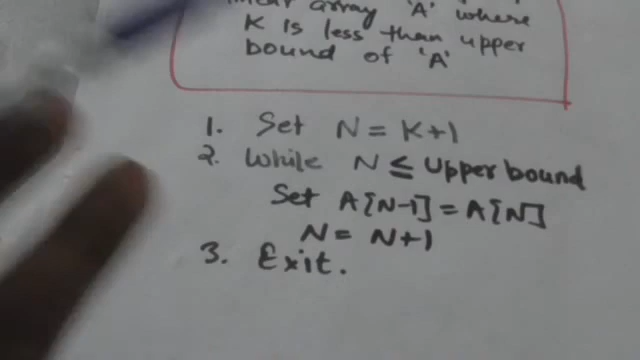 linear array 'A' where
K is less than upper
bound of 'A'
1. Set N = K+1
2. While N ≤ Upper bound
Set A[N-1] = A[N]
N = N+1
3. Exit.